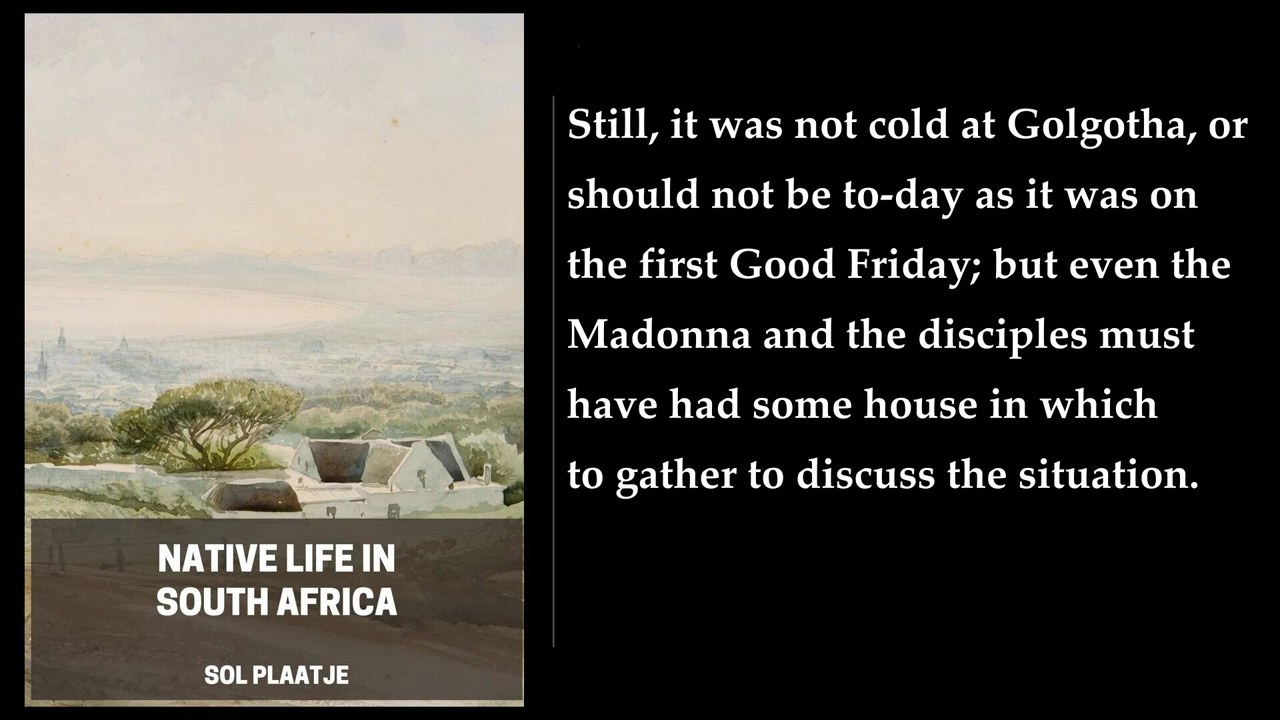 Still, it was not cold at Golgotha, or
should not be to-day as it was on
the first Good Friday; but even the
Madonna and the disciples must
have had some house in which
to gather to discuss the situation.
NATIVE LIFE IN
SOUTH AFRICA
SOL PLAATJE